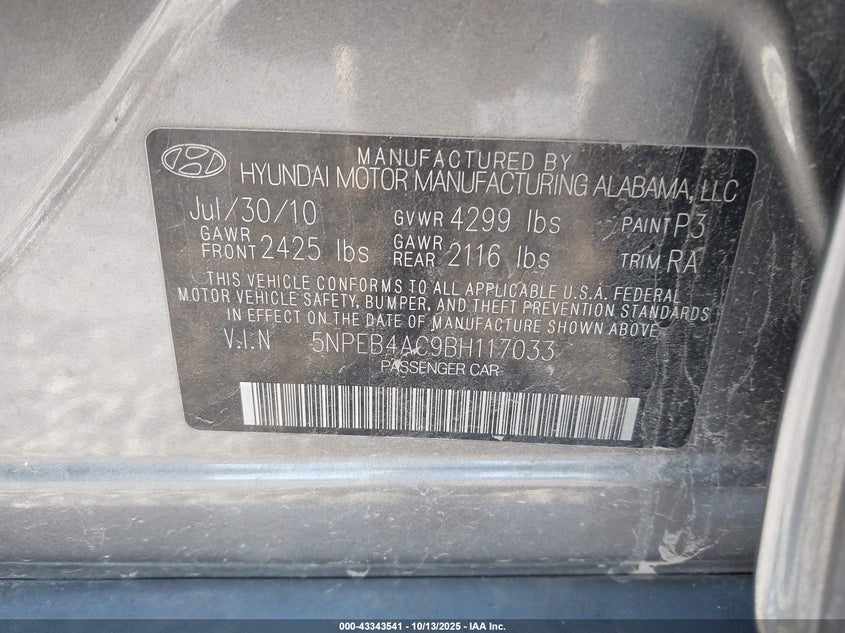 MANUFACTURED BY
HYUNDAI MOTOR MANUFACTURING ALABAMA, LLC
Jul/30/10 GVWR 4299 lbs PAINT P3
GAWR FRONT 2425 lbs GAWR REAR 2116 lbs TRIM RA
THIS VEHICLE CONFORMS TO ALL APPLICABLE U.S.A. FEDERAL
MOTOR VEHICLE SAFETY, BUMPER, AND THEFT PREVENTION STANDARDS
IN EFFECT ON THE DATE OF MANUFACTURE SHOWN ABOVE.
V.I.N 5NPEB4AC9BH117033
PASSENGER CAR
000-43343541 | 10/13/2025 - IAA Inc.